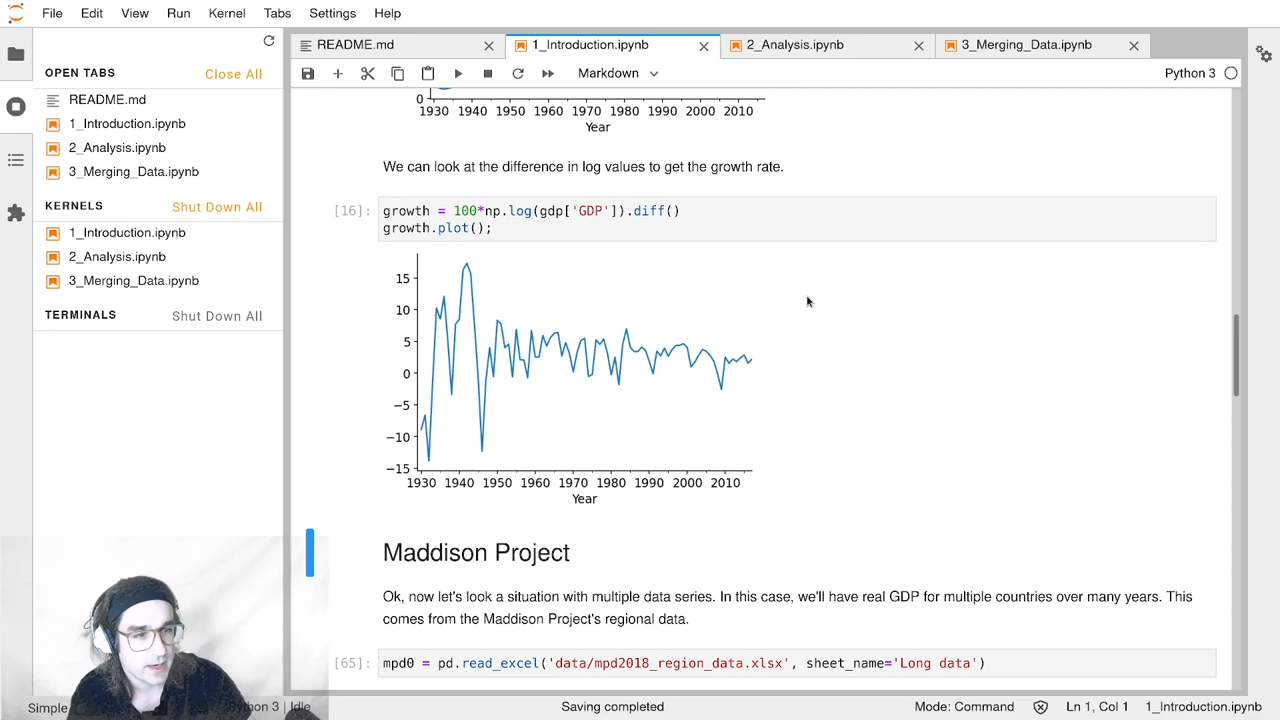 File Edit View Run Kernel Tabs Settings Help
README.md
1_Introduction.ipynb
2_Analysis.ipynb
3_Merging_Data.ipynb
OPEN TABS Close All
README.md
1_Introduction.ipynb
2_Analysis.ipynb
3_Merging_Data.ipynb
KERNELS Shut Down All
1_Introduction.ipynb
2_Analysis.ipynb
3_Merging_Data.ipynb
TERMINALS Shut Down All
Markdown
Python 3
0
1930 1940 1950 1960 1970 1980 1990 2000 2010
Year
We can look at the difference in log values to get the growth rate.
[16]: growth = 100*np.log(gdp['GDP']).diff()
growth.plot();
15
10
5
0
−5
−10
−15
1930 1940 1950 1960 1970 1980 1990 2000 2010
Year
Maddison Project
Ok, now let's look a situation with multiple data series. In this case, we'll have real GDP for multiple countries over many years. This
comes from the Maddison Project's regional data.
[65]: mpd0 = pd.read_excel('data/mpd2018_region_data.xlsx', sheet_name='Long data')
Simple Python 3 | Idle Saving completed Mode: Command Ln 1, Col 1 1_Introduction.ipynb